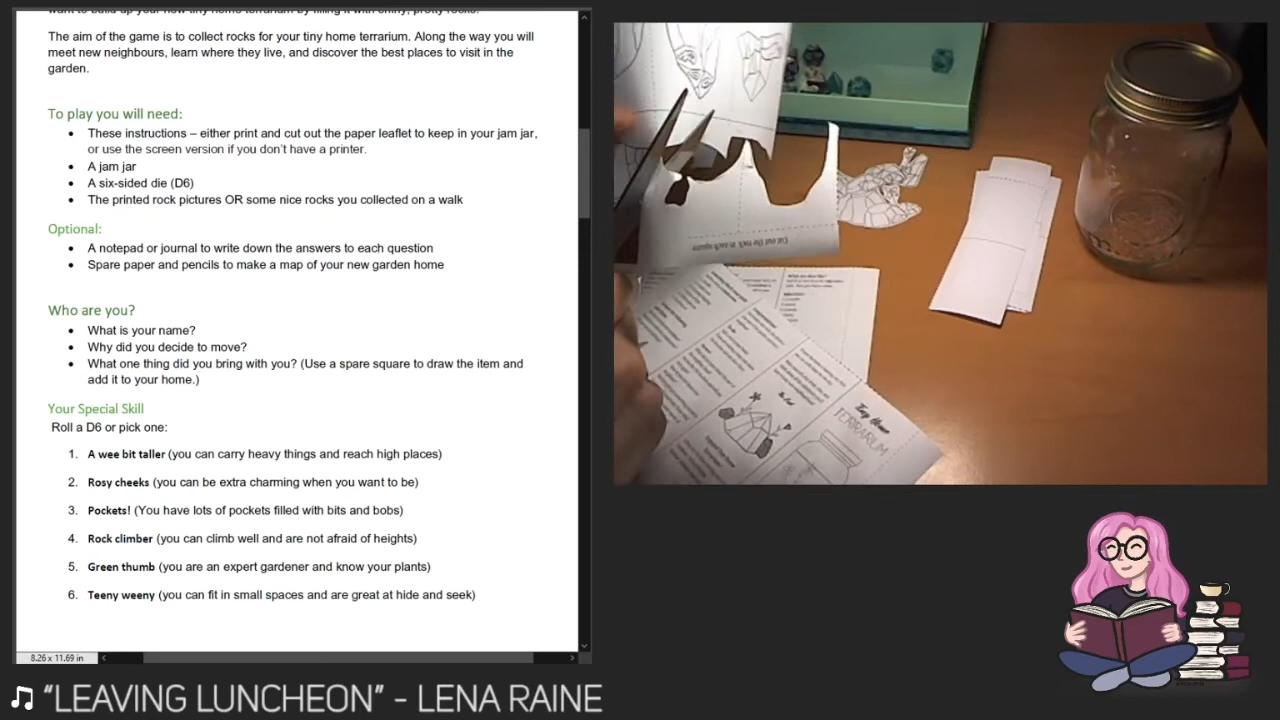 The aim of the game is to collect rocks for your tiny home terrarium. Along the way you will
meet new neighbours, learn where they live, and discover the best places to visit in the
garden.
To play you will need:
• These instructions – either print and cut out the paper leaflet to keep in your jam jar,
or use the screen version if you don't have a printer.
• A jam jar
• A six-sided die (D6)
• The printed rock pictures OR some nice rocks you collected on a walk
Optional:
• A notepad or journal to write down the answers to each question
• Spare paper and pencils to make a map of your new garden home
Who are you?
• What is your name?
• Why did you decide to move?
• What one thing did you bring with you? (Use a spare square to draw the item and
add it to your home.)
Your Special Skill
Roll a D6 or pick one:
1. A wee bit taller (you can carry heavy things and reach high places)
2. Rosy cheeks (you can be extra charming when you want to be)
3. Pockets! (You have lots of pockets filled with bits and bobs)
4. Rock climber (you can climb well and are not afraid of heights)
5. Green thumb (you are an expert gardener and know your plants)
6. Teeny weeny (you can fit in small spaces and are great at hide and seek)
8.26 x 11.69 in
Cut out the rock in each square
Tiny Home
TERRARIUM
"LEAVING LUNCHEON" - LENA RAINE